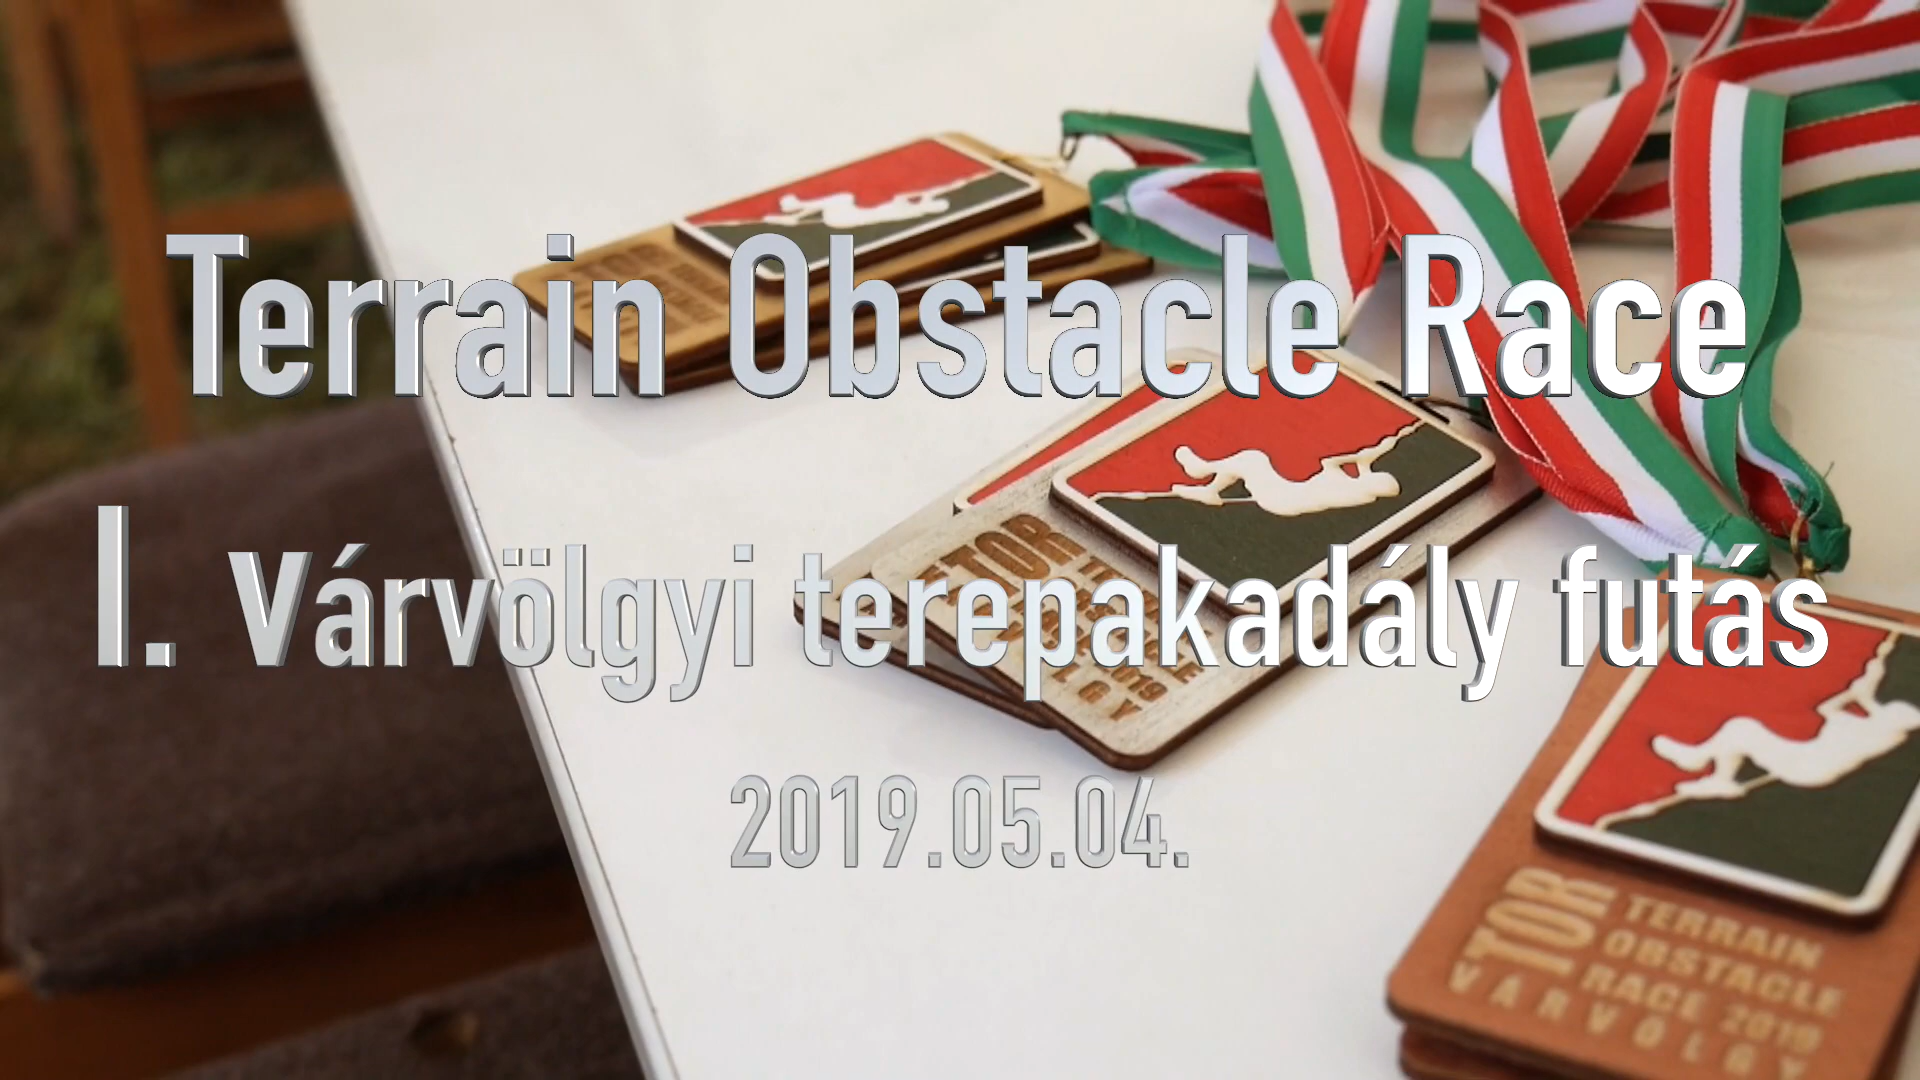 Terrain Obstacle Race
I. Várvölgyi terepakadály futás
2019.05.04.
TOR
TERRAIN
OBSTACLE
RACE 2019
VÁRVÖLGY